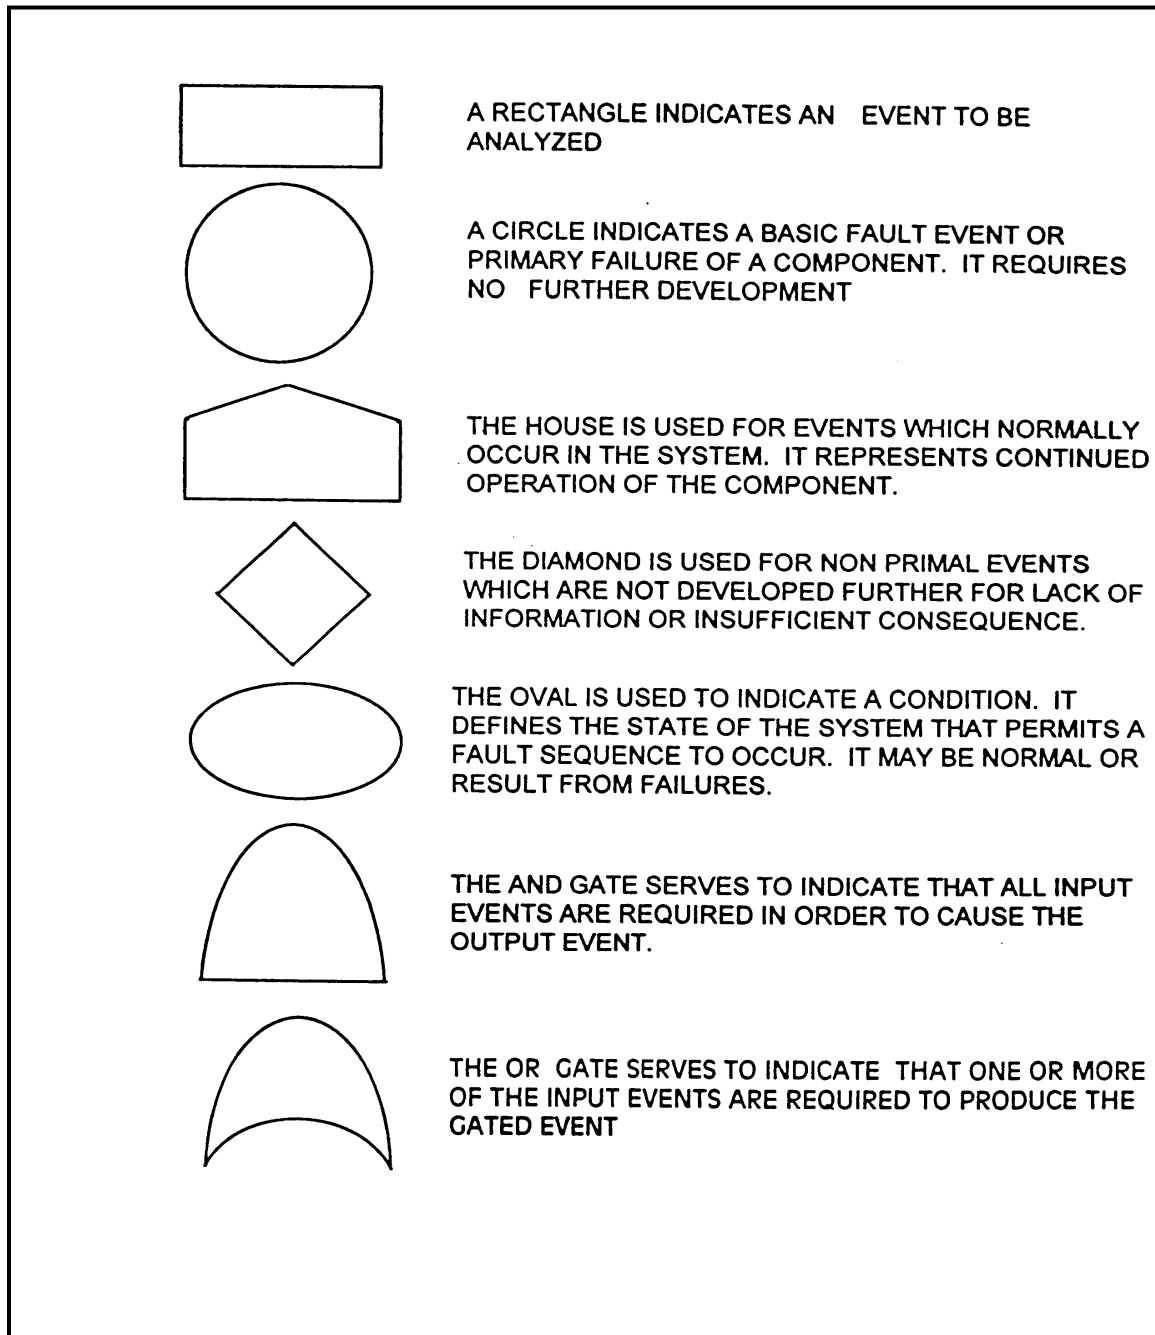 A RECTANGLE INDICATES AN EVENT TO BE
ANALYZED
A CIRCLE INDICATES A BASIC FAULT EVENT OR
PRIMARY FAILURE OF A COMPONENT. IT REQUIRES
NO FURTHER DEVELOPMENT
THE HOUSE IS USED FOR EVENTS WHICH NORMALLY
OCCUR IN THE SYSTEM. IT REPRESENTS CONTINUED
OPERATION OF THE COMPONENT.
THE DIAMOND IS USED FOR NON PRIMAL EVENTS
WHICH ARE NOT DEVELOPED FURTHER FOR LACK OF
INFORMATION OR INSUFFICIENT CONSEQUENCE.
THE OVAL IS USED TO INDICATE A CONDITION. IT
DEFINES THE STATE OF THE SYSTEM THAT PERMITS A
FAULT SEQUENCE TO OCCUR. IT MAY BE NORMAL OR
RESULT FROM FAILURES.
THE AND GATE SERVES TO INDICATE THAT ALL INPUT
EVENTS ARE REQUIRED IN ORDER TO CAUSE THE
OUTPUT EVENT.
THE OR GATE SERVES TO INDICATE THAT ONE OR MORE
OF THE INPUT EVENTS ARE REQUIRED TO PRODUCE THE
GATED EVENT